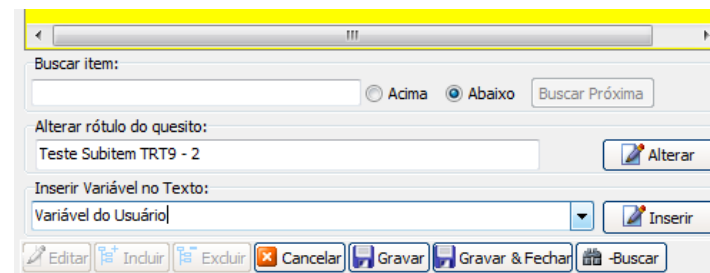 Buscar item:
Acima Abaixo Buscar Próxima
Alterar rótulo do quesito:
Teste Subitem TRT9 - 2 Alterar
Inserir Variável no Texto:
Variável do Usuário Inserir
Editar Incluir Excluir Cancelar Gravar Gravar & Fechar -Buscar